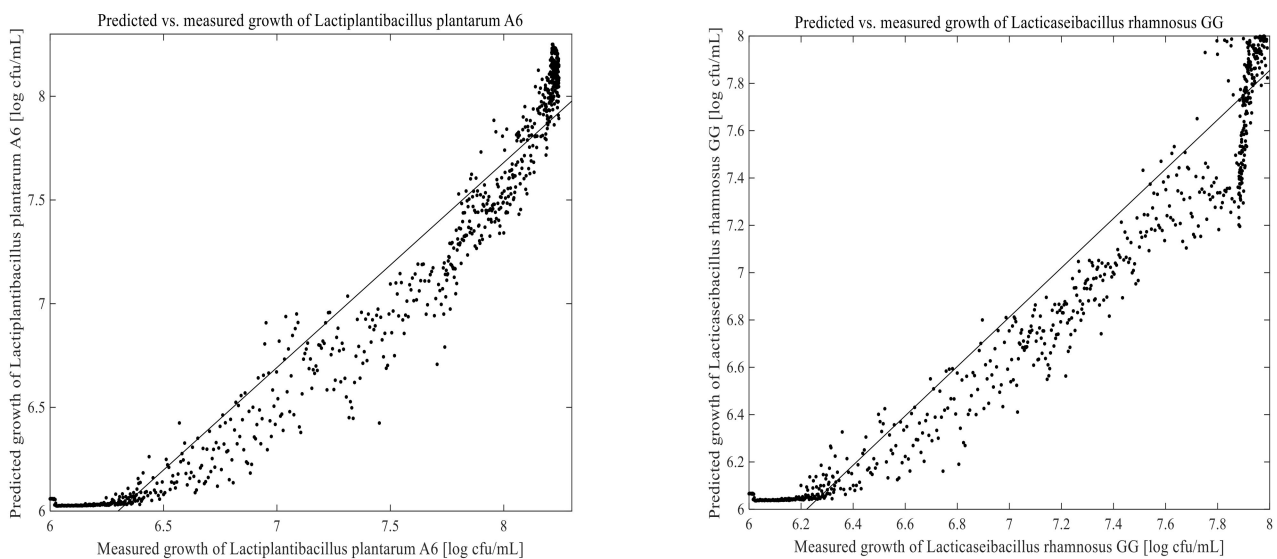 Predicted vs. measured growth of Lactiplantibacillus plantarum A6
Predicted growth of Lactiplantibacillus plantarum A6 [log cfu/mL]
8
7.5
7
6.5
6
6 6.5 7 7.5 8
Measured growth of Lactiplantibacillus plantarum A6 [log cfu/mL]
Predicted vs. measured growth of Lacticaseibacillus rhamnosus GG
Predicted growth of Lacticaseibacillus rhamnosus GG [log cfu/mL]
8
7.8
7.6
7.4
7.2
7
6.8
6.6
6.4
6.2
6
6 6.2 6.4 6.6 6.8 7 7.2 7.4 7.6 7.8 8
Measured growth of Lacticaseibacillus rhamnosus GG [log cfu/mL]